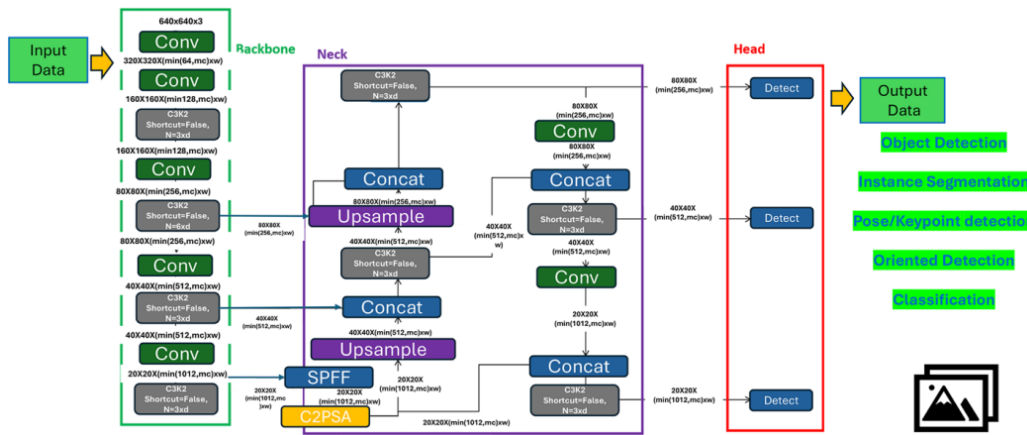 Input
Data
640x640x3
Conv
320X320X(min(64,mc)xw)
Conv
160X160X(min128,mc)xw)
C3K2
Shortcut=False,
N=3xd
160X160X(min128,mc)xw)
Conv
80X80X(min(256,mc)xw)
C3K2
Shortcut=False,
N=6xd
80X80X(min(256,mc)xw)
Conv
40X40X(min(512,mc)xw)
C3K2
Shortcut=False,
N=3xd
40X40X(min(512,mc)xw)
Conv
20X20X(min(1012,mc)xw)
C3K2
Shortcut=False,
N=3xd
Backbone
80X80X
(min(256,mc)xw)
40X40X
(min(512,mc)xw)
20X20X
(min(1012,mc)
xw)
Neck
C3K2
Shortcut=False,
N=3xd
Concat
80X80X(min(256,mc)xw)
Upsample
40X40X(min(512,mc)xw)
C3K2
Shortcut=False,
N=3xd
Concat
40X40X(min(512,mc)xw)
Upsample
SPFF
20X20X
(min(1012,mc)xw)
C2PSA
20X20X
(min(1012,mc)xw)
20X20X(min(1012,mc)xw)
40X40X
(min(512,mc)x
w)
80X80X
(min(256,mc)xw)
Conv
80X80X
(min(256,mc)xw)
Concat
C3K2
Shortcut=False,
N=3xd
40X40X
(min(512,mc)xw)
Conv
20X20X
(min(1012,mc)xw)
Concat
C3K2
Shortcut=False,
N=3xd
80X80X
(min(256,mc)xw)
40X40X
(min(512,mc)xw)
20X20X
(min(1012,mc)xw)
Head
Detect
Detect
Detect
Output
Data
Object Detection
Instance Segmentation
Pose/Keypoint detectio
Oriented Detection
Classification